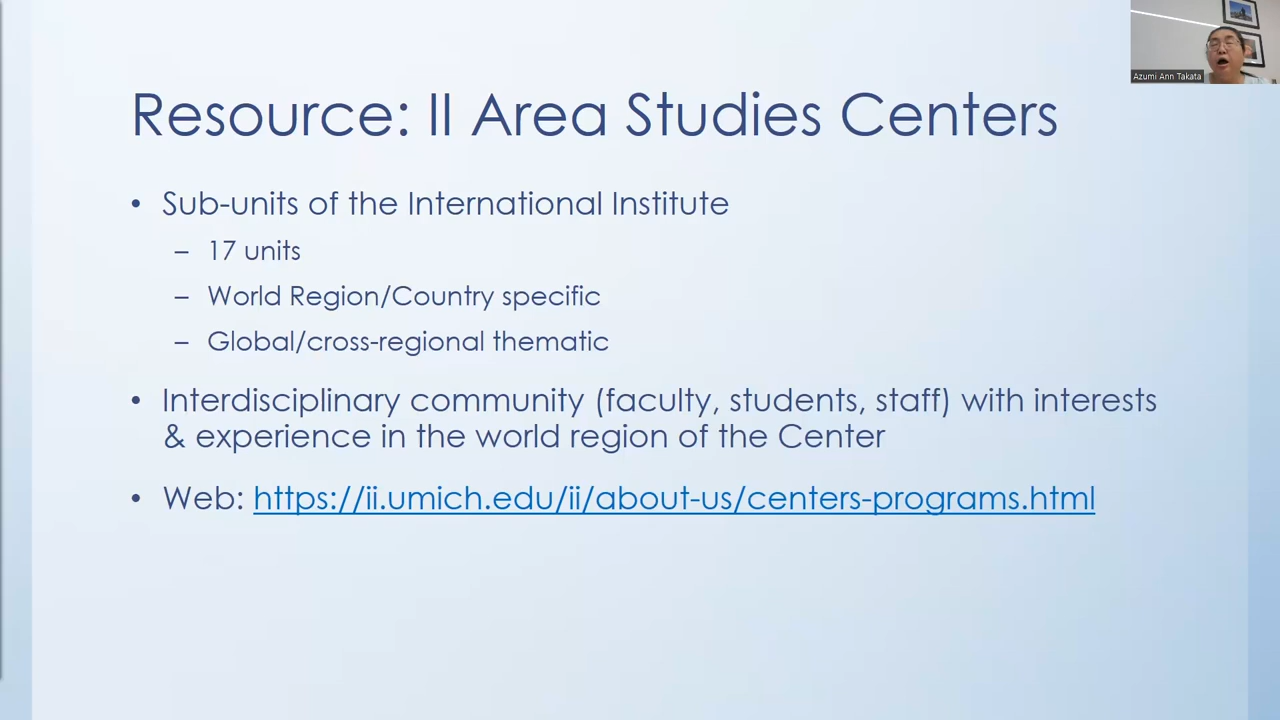 Azumi Ann Takata
Resource: II Area Studies Centers
• Sub-units of the International Institute
– 17 units
– World Region/Country specific
– Global/cross-regional thematic
• Interdisciplinary community (faculty, students, staff) with interests
& experience in the world region of the Center
• Web: https://ii.umich.edu/ii/about-us/centers-programs.html